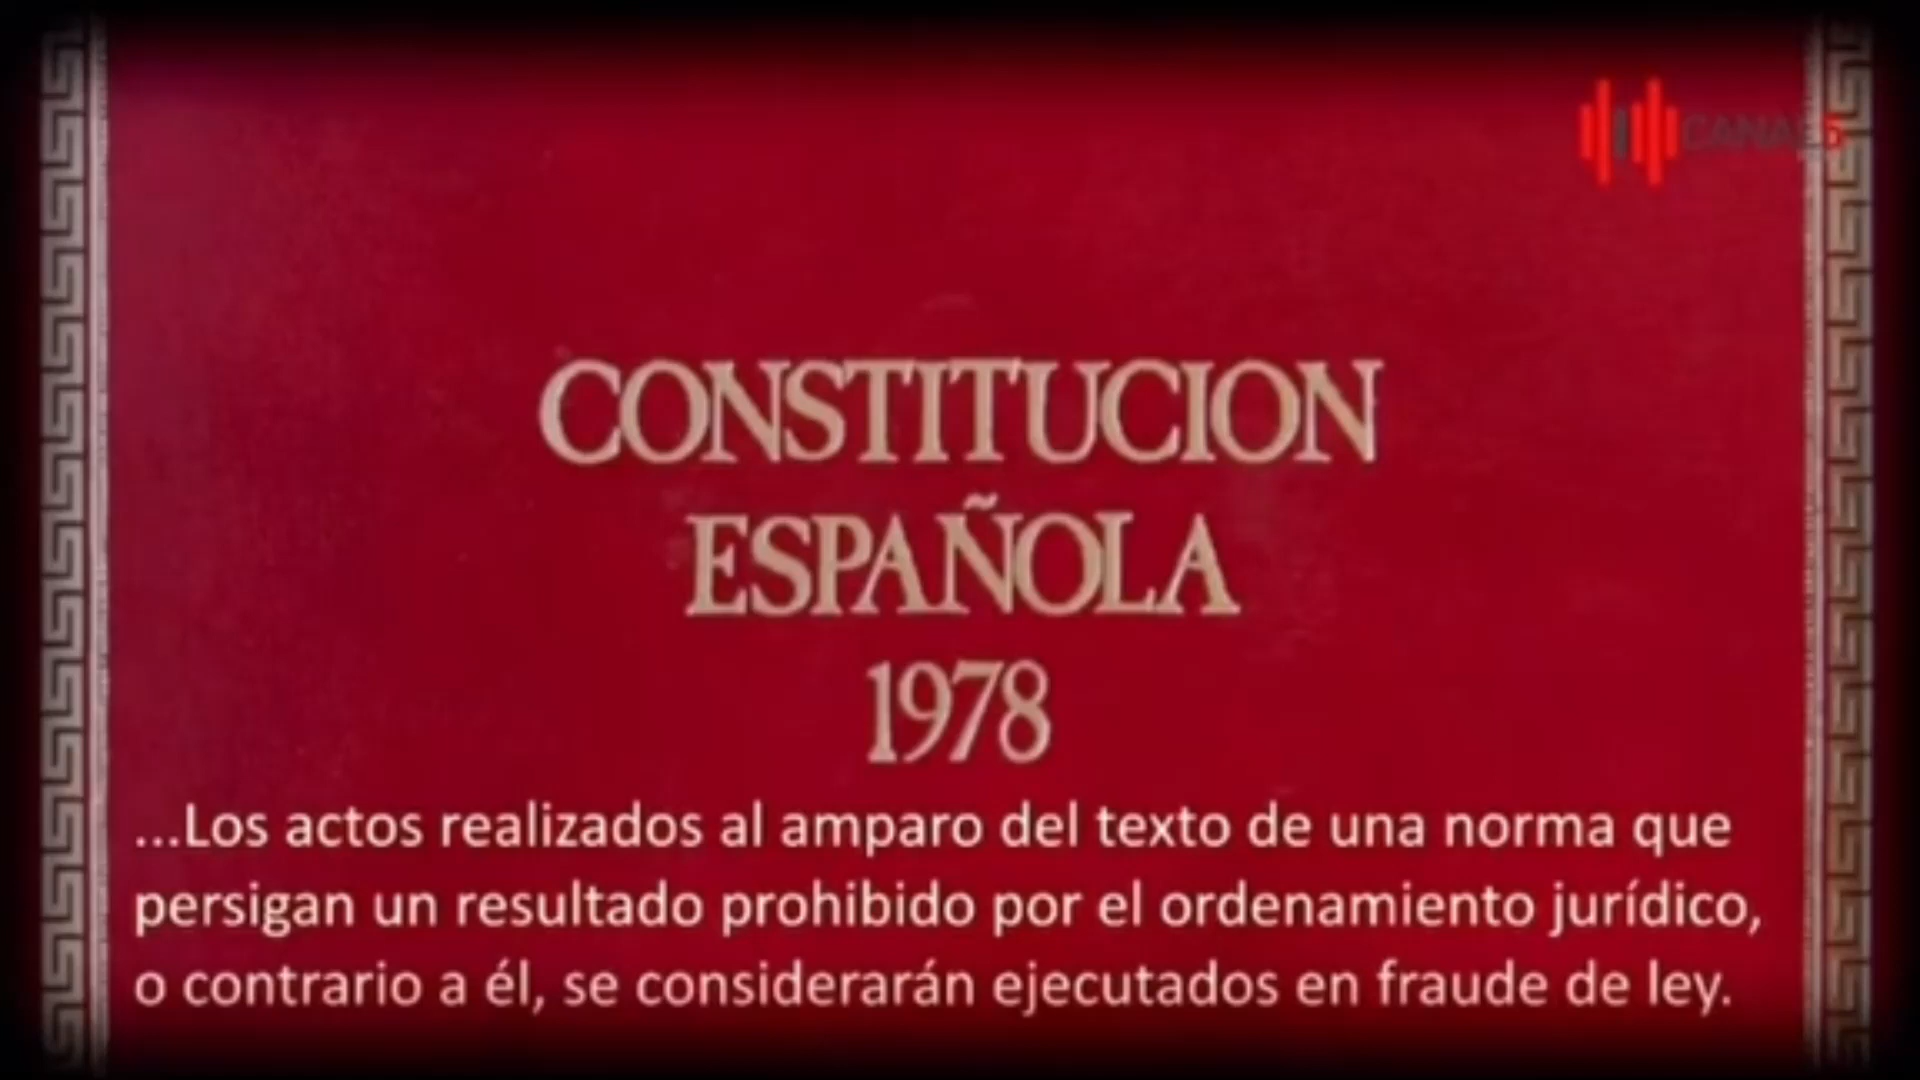 CANAL5
CONSTITUCION
ESPAÑOLA
1978
...Los actos realizados al amparo del texto de una norma que
persigan un resultado prohibido por el ordenamiento jurídico,
o contrario a él, se considerarán ejecutados en fraude de ley.